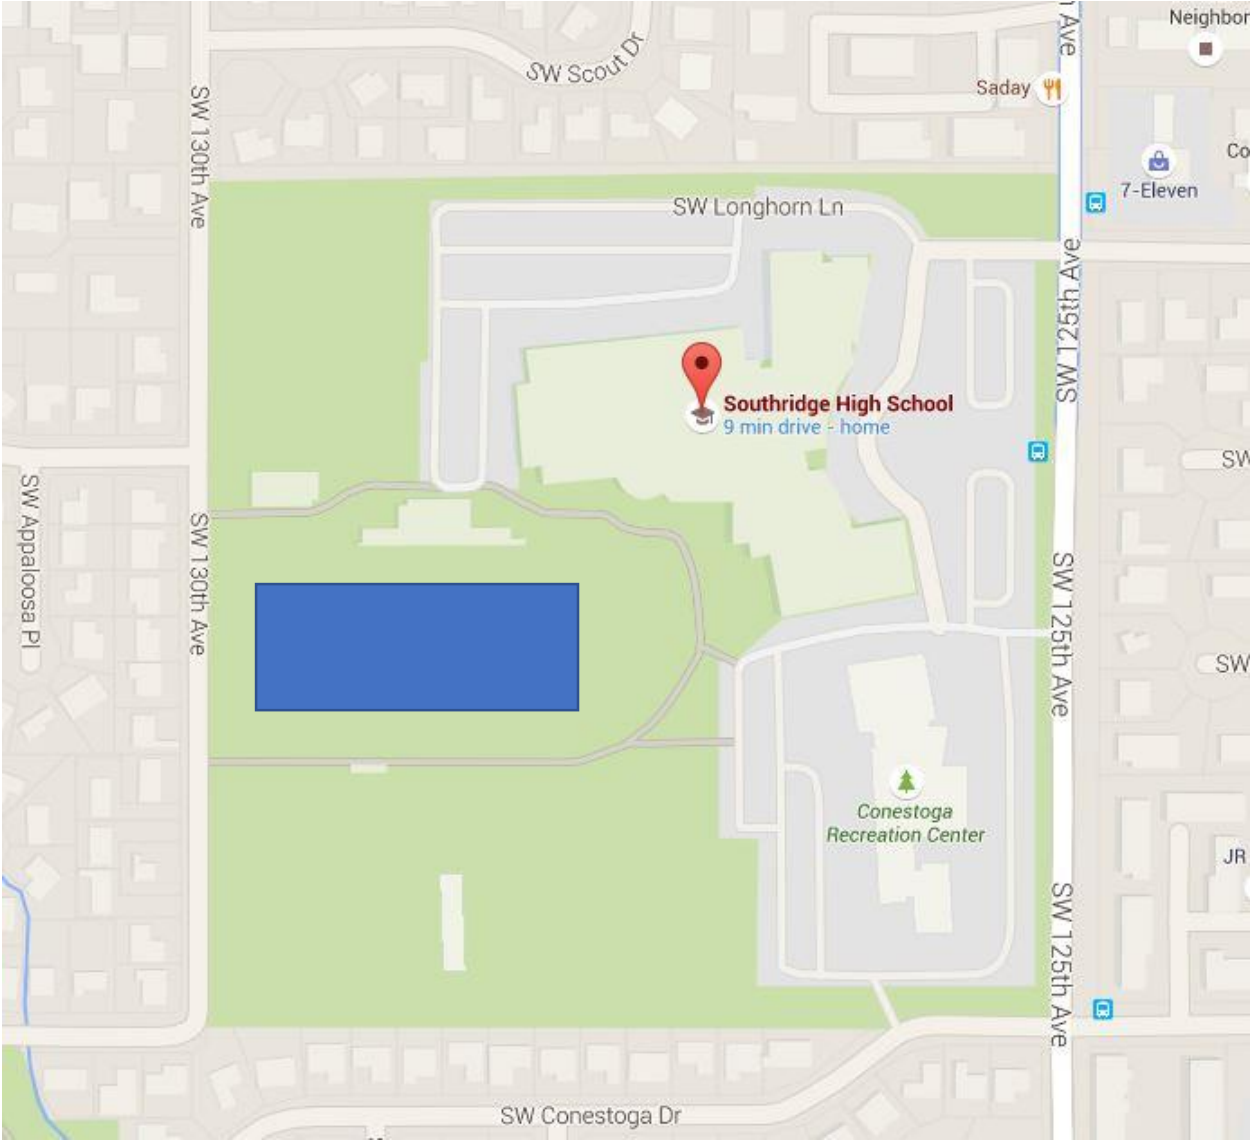 Neighbor
Ave
SW Scout Dr
Saday
SW 130th Ave
Co
7-Eleven
SW Longhorn Ln
SW 125th Ave
Southridge High School
9 min drive - home
SW
SW Appaloosa Pl
SW 130th Ave
SW 125th Ave
SW
Conestoga
Recreation Center
JR
SW 125th Ave
SW Conestoga Dr